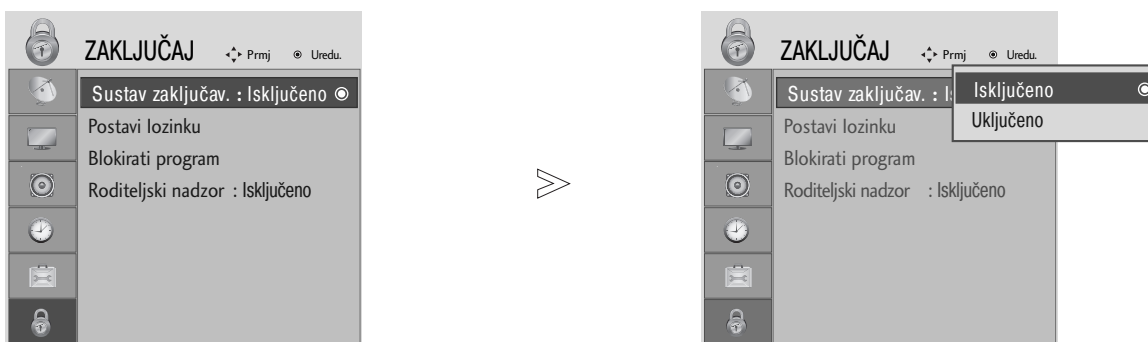 ZAKLJUČAJ Prmj Uredu.
Sustav zaključav. : Isključeno
Postavi lozinku
Blokirati program
Roditeljski nadzor : Isključeno
ZAKLJUČAJ Prmj Uredu.
Sustav zaključav. : I
Isključeno
Uključeno
Postavi lozinku
Blokirati program
Roditeljski nadzor : Isključeno